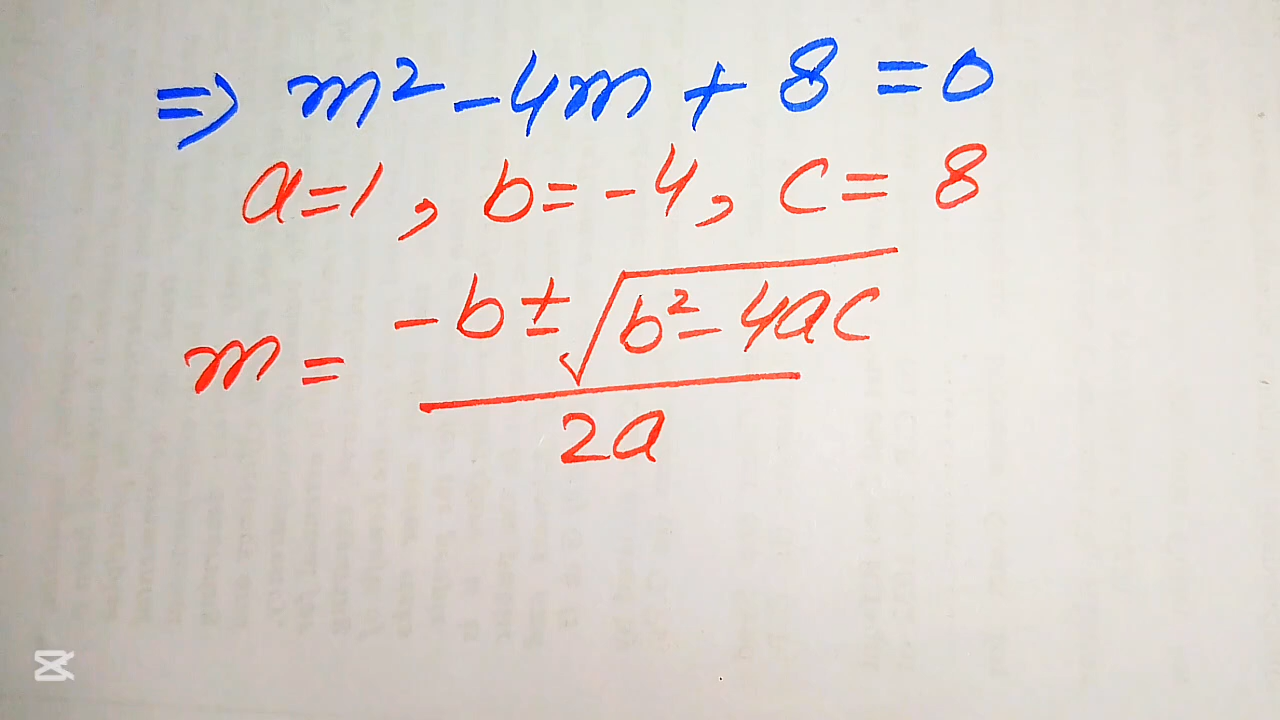 ⇒ m² - 4m + 8 = 0
a=1, b=-4, c=8
m = (-b ± √(b²-4ac)) / 2a